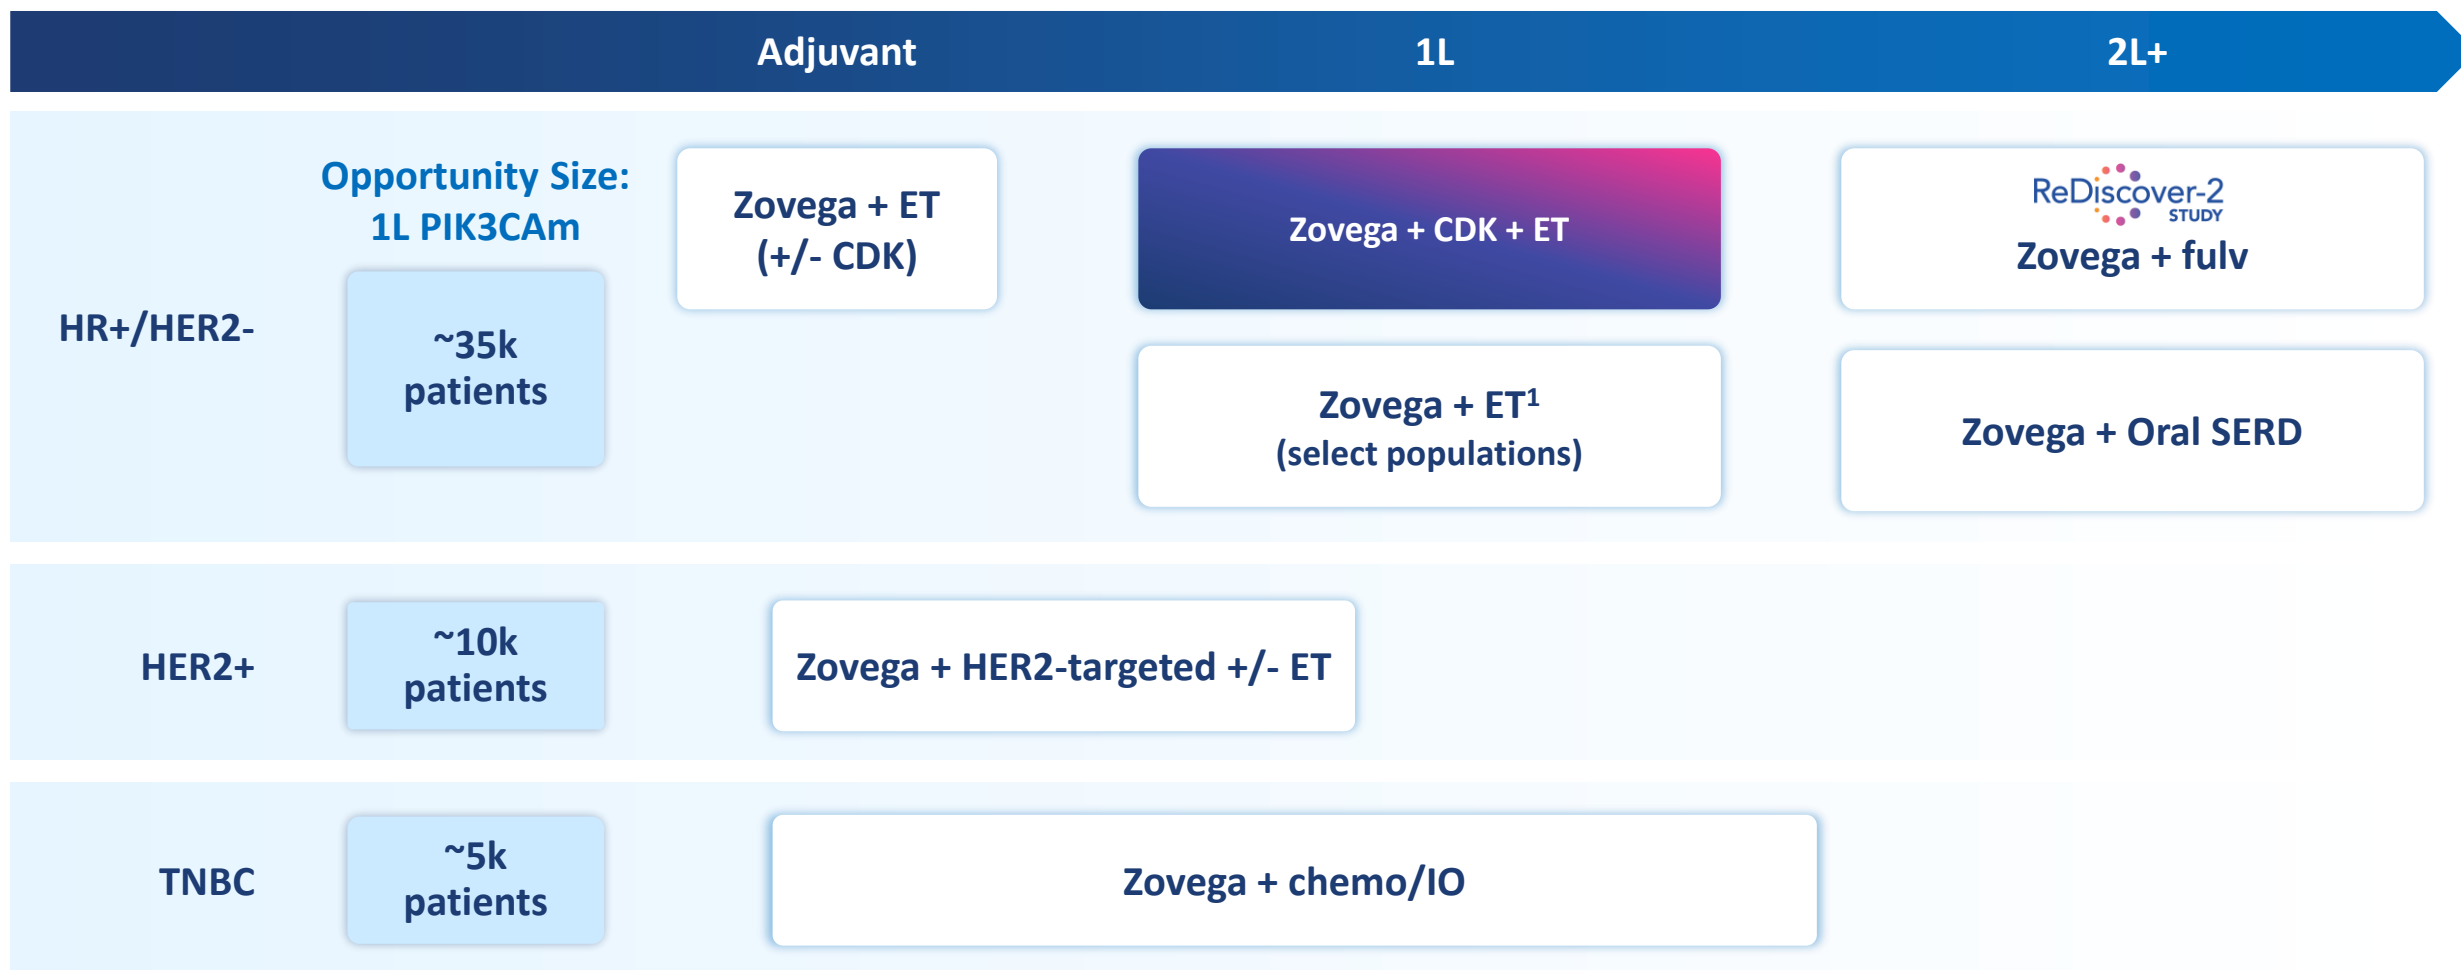 Adjuvant 1L 2L+
Opportunity Size:
1L PIK3CAm
HR+/HER2-
~35k
patients
Zovega + ET
(+/- CDK)
Zovega + CDK + ET
ReDiscover-2
STUDY
Zovega + fulv
Zovega + ET¹
(select populations)
Zovega + Oral SERD
HER2+
~10k
patients
Zovega + HER2-targeted +/- ET
TNBC
~5k
patients
Zovega + chemo/IO